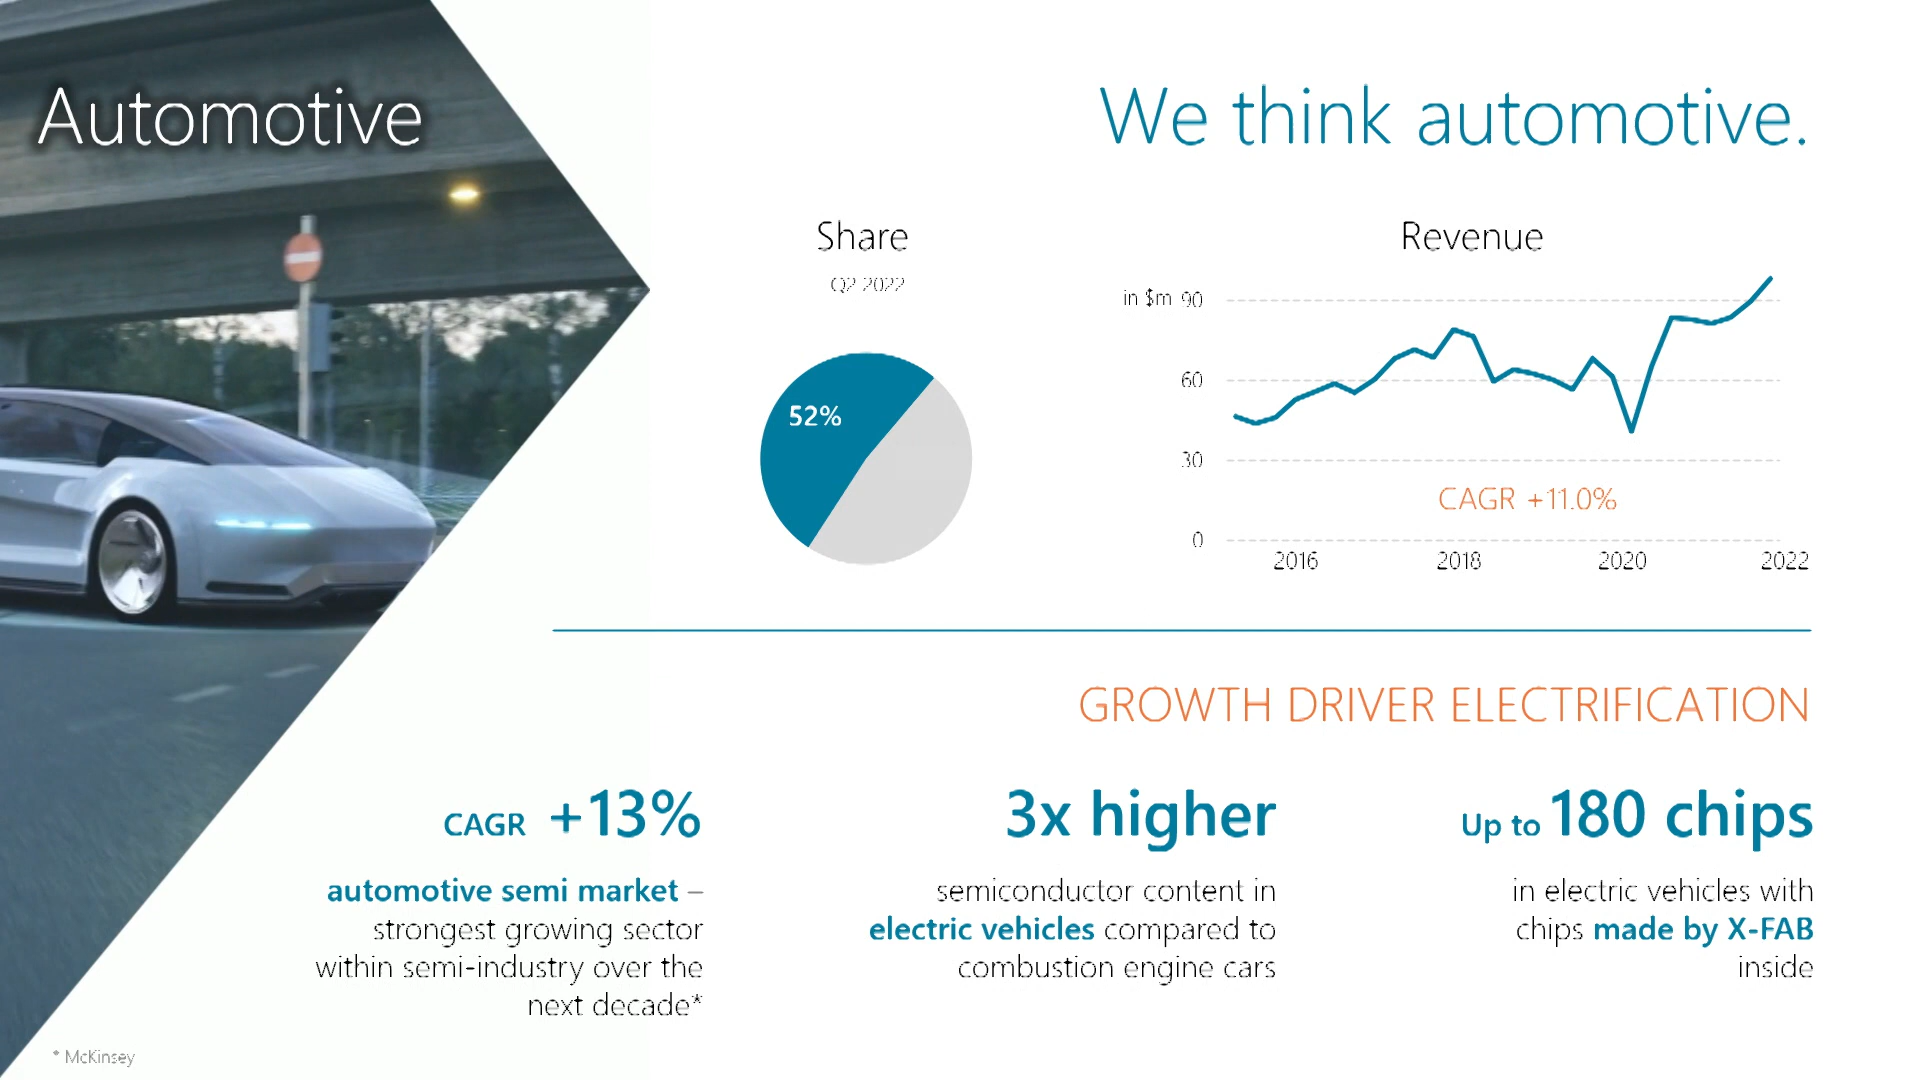 Automotive
We think automotive.
Share
Q2 2022
52%
Revenue
in $m 90
60
30
CAGR +11.0%
0
2016 2018 2020 2022
GROWTH DRIVER ELECTRIFICATION
CAGR +13%
automotive semi market –
strongest growing sector
within semi-industry over the
next decade*
3x higher
semiconductor content in
electric vehicles compared to
combustion engine cars
Up to 180 chips
in electric vehicles with
chips made by X-FAB
inside
* McKinsey